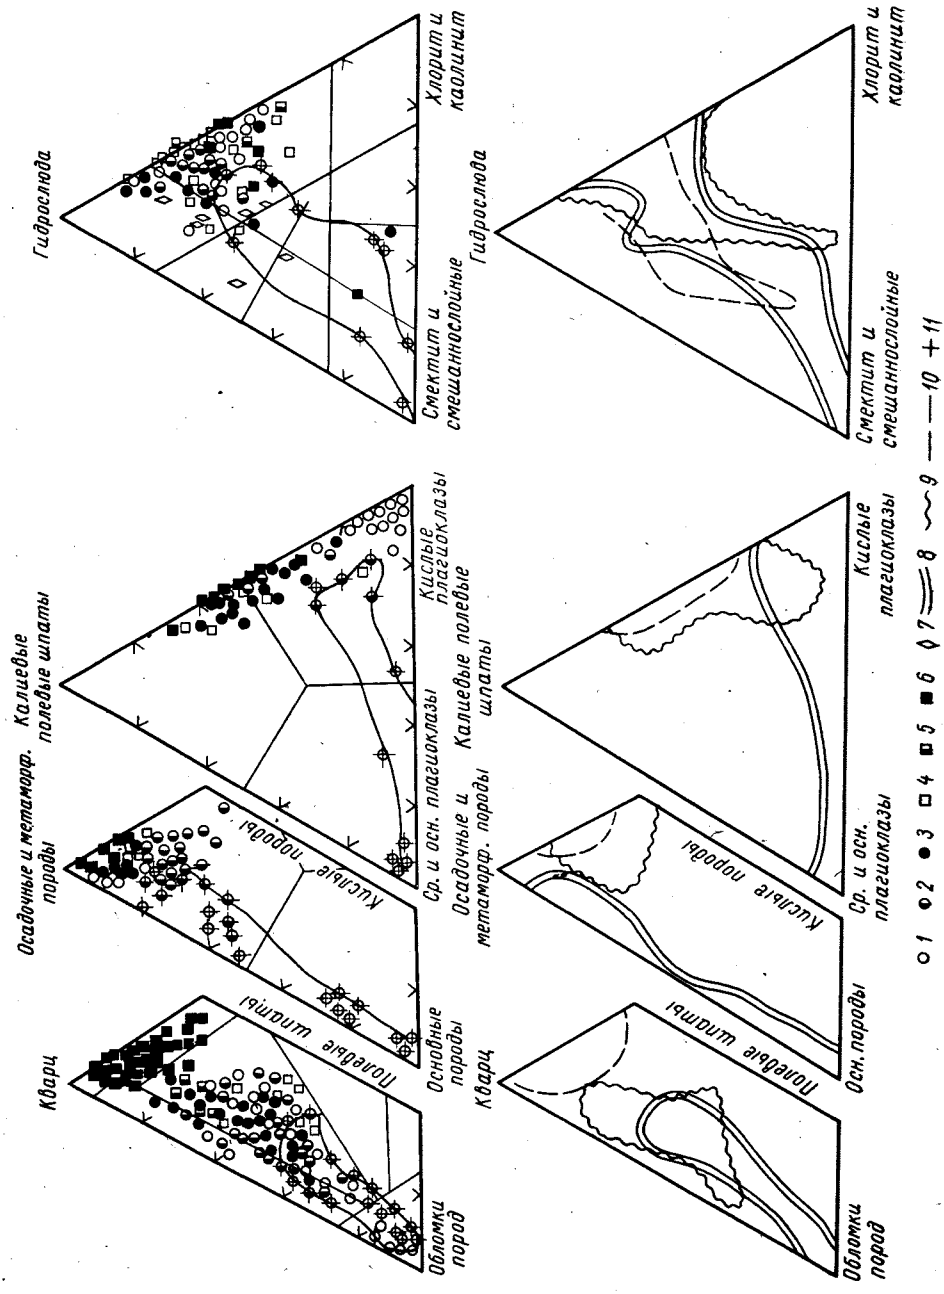 Кварц
Обломки
пород
Полевые шпаты
Осадочные и метаморф.
породы
Основные
породы
Кислые породы
Калиевые
полевые шпаты
Ср. и осн. плагиоклазы
Кислые
плагиоклазы
Гидрослюда
Смектит и
смешаннослойные
Хлорит и
каолинит
Кварц
Обломки
пород
Полевые шпаты
Осадочные и
метаморф. породы
Осн. породы
Кислые породы
Калиевые полевые
шпаты
Ср. и осн.
плагиоклазы
Кислые
плагиоклазы
Гидрослюда
Смектит и
смешаннослойные
Хлорит и
каолинит
1 2 3 4 5 6 7 8 9 10 11